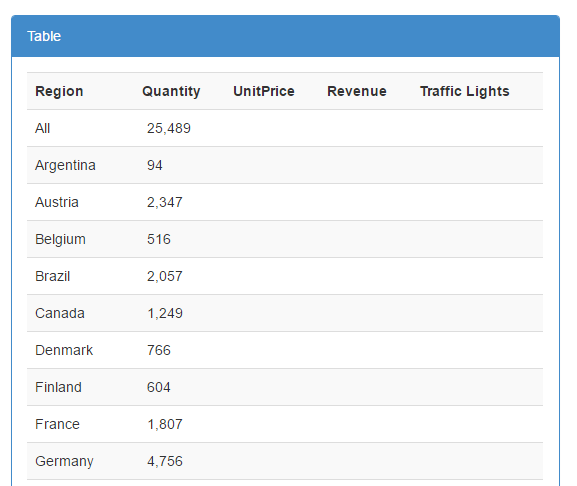 Table
Region Quantity UnitPrice Revenue Traffic Lights
All 25,489
Argentina 94
Austria 2,347
Belgium 516
Brazil 2,057
Canada 1,249
Denmark 766
Finland 604
France 1,807
Germany 4,756